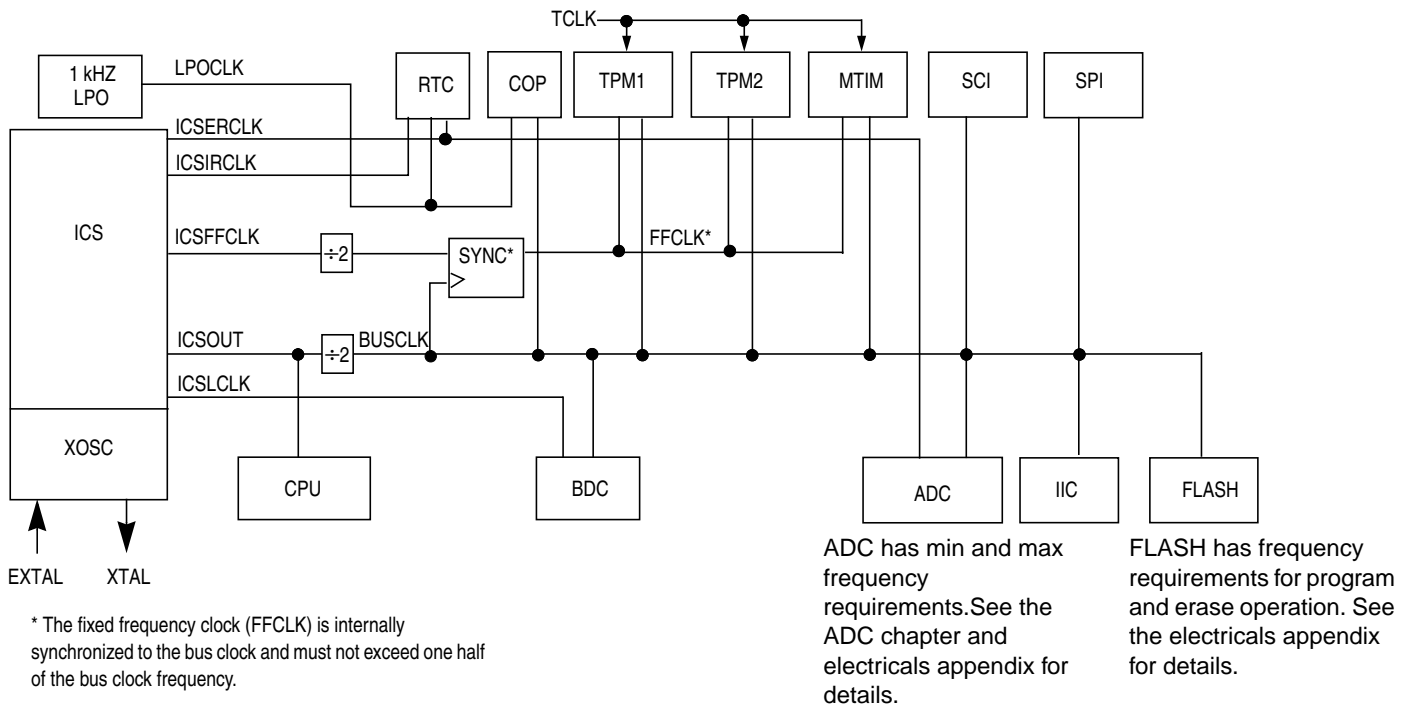 TCLK
1 kHZ
LPO
LPOCLK
RTC
COP
TPM1
TPM2
MTIM
SCI
SPI
ICSERCLK
ICSIRCLK
ICS
ICSFFCLK
÷2
SYNC*
FFCLK*
ICSOUT
÷2
BUSCLK
ICSLCLK
XOSC
CPU
BDC
ADC
IIC
FLASH
EXTAL
XTAL
* The fixed frequency clock (FFCLK) is internally
synchronized to the bus clock and must not exceed one half
of the bus clock frequency.
ADC has min and max
frequency
requirements.See the
ADC chapter and
electricals appendix for
details.
FLASH has frequency
requirements for program
and erase operation. See
the electricals appendix
for details.